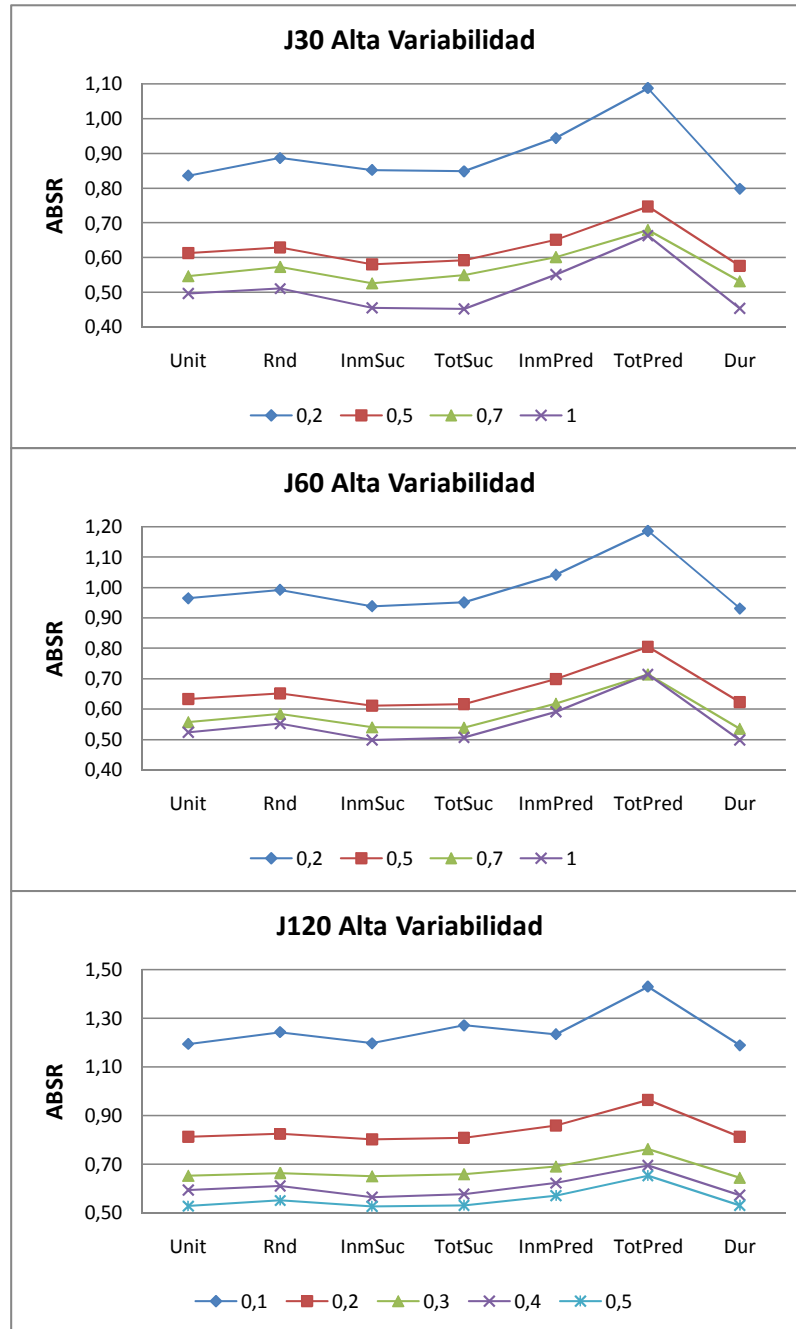 J30 Alta Variabilidad
1,10
1,00
0,90
0,80
0,70
0,60
0,50
0,40
ABSR
Unit Rnd InmSuc TotSuc InmPred TotPred Dur
0,2 0,5 0,7 1
J60 Alta Variabilidad
1,20
1,10
1,00
0,90
0,80
0,70
0,60
0,50
0,40
ABSR
Unit Rnd InmSuc TotSuc InmPred TotPred Dur
0,2 0,5 0,7 1
J120 Alta Variabilidad
1,50
1,30
1,10
0,90
0,70
0,50
ABSR
Unit Rnd InmSuc TotSuc InmPred TotPred Dur
0,1 0,2 0,3 0,4 0,5